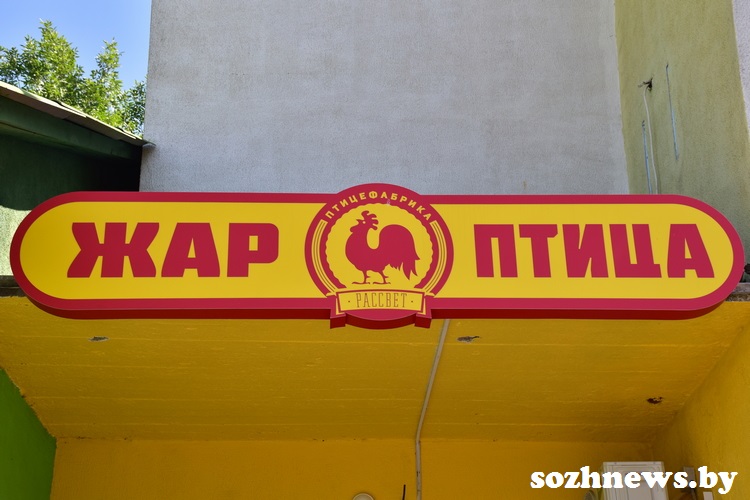 ЖАР ПТИЦА
ПТИЦЕФАБРИКА
· РАССВЕТ ·
sozhnews.by